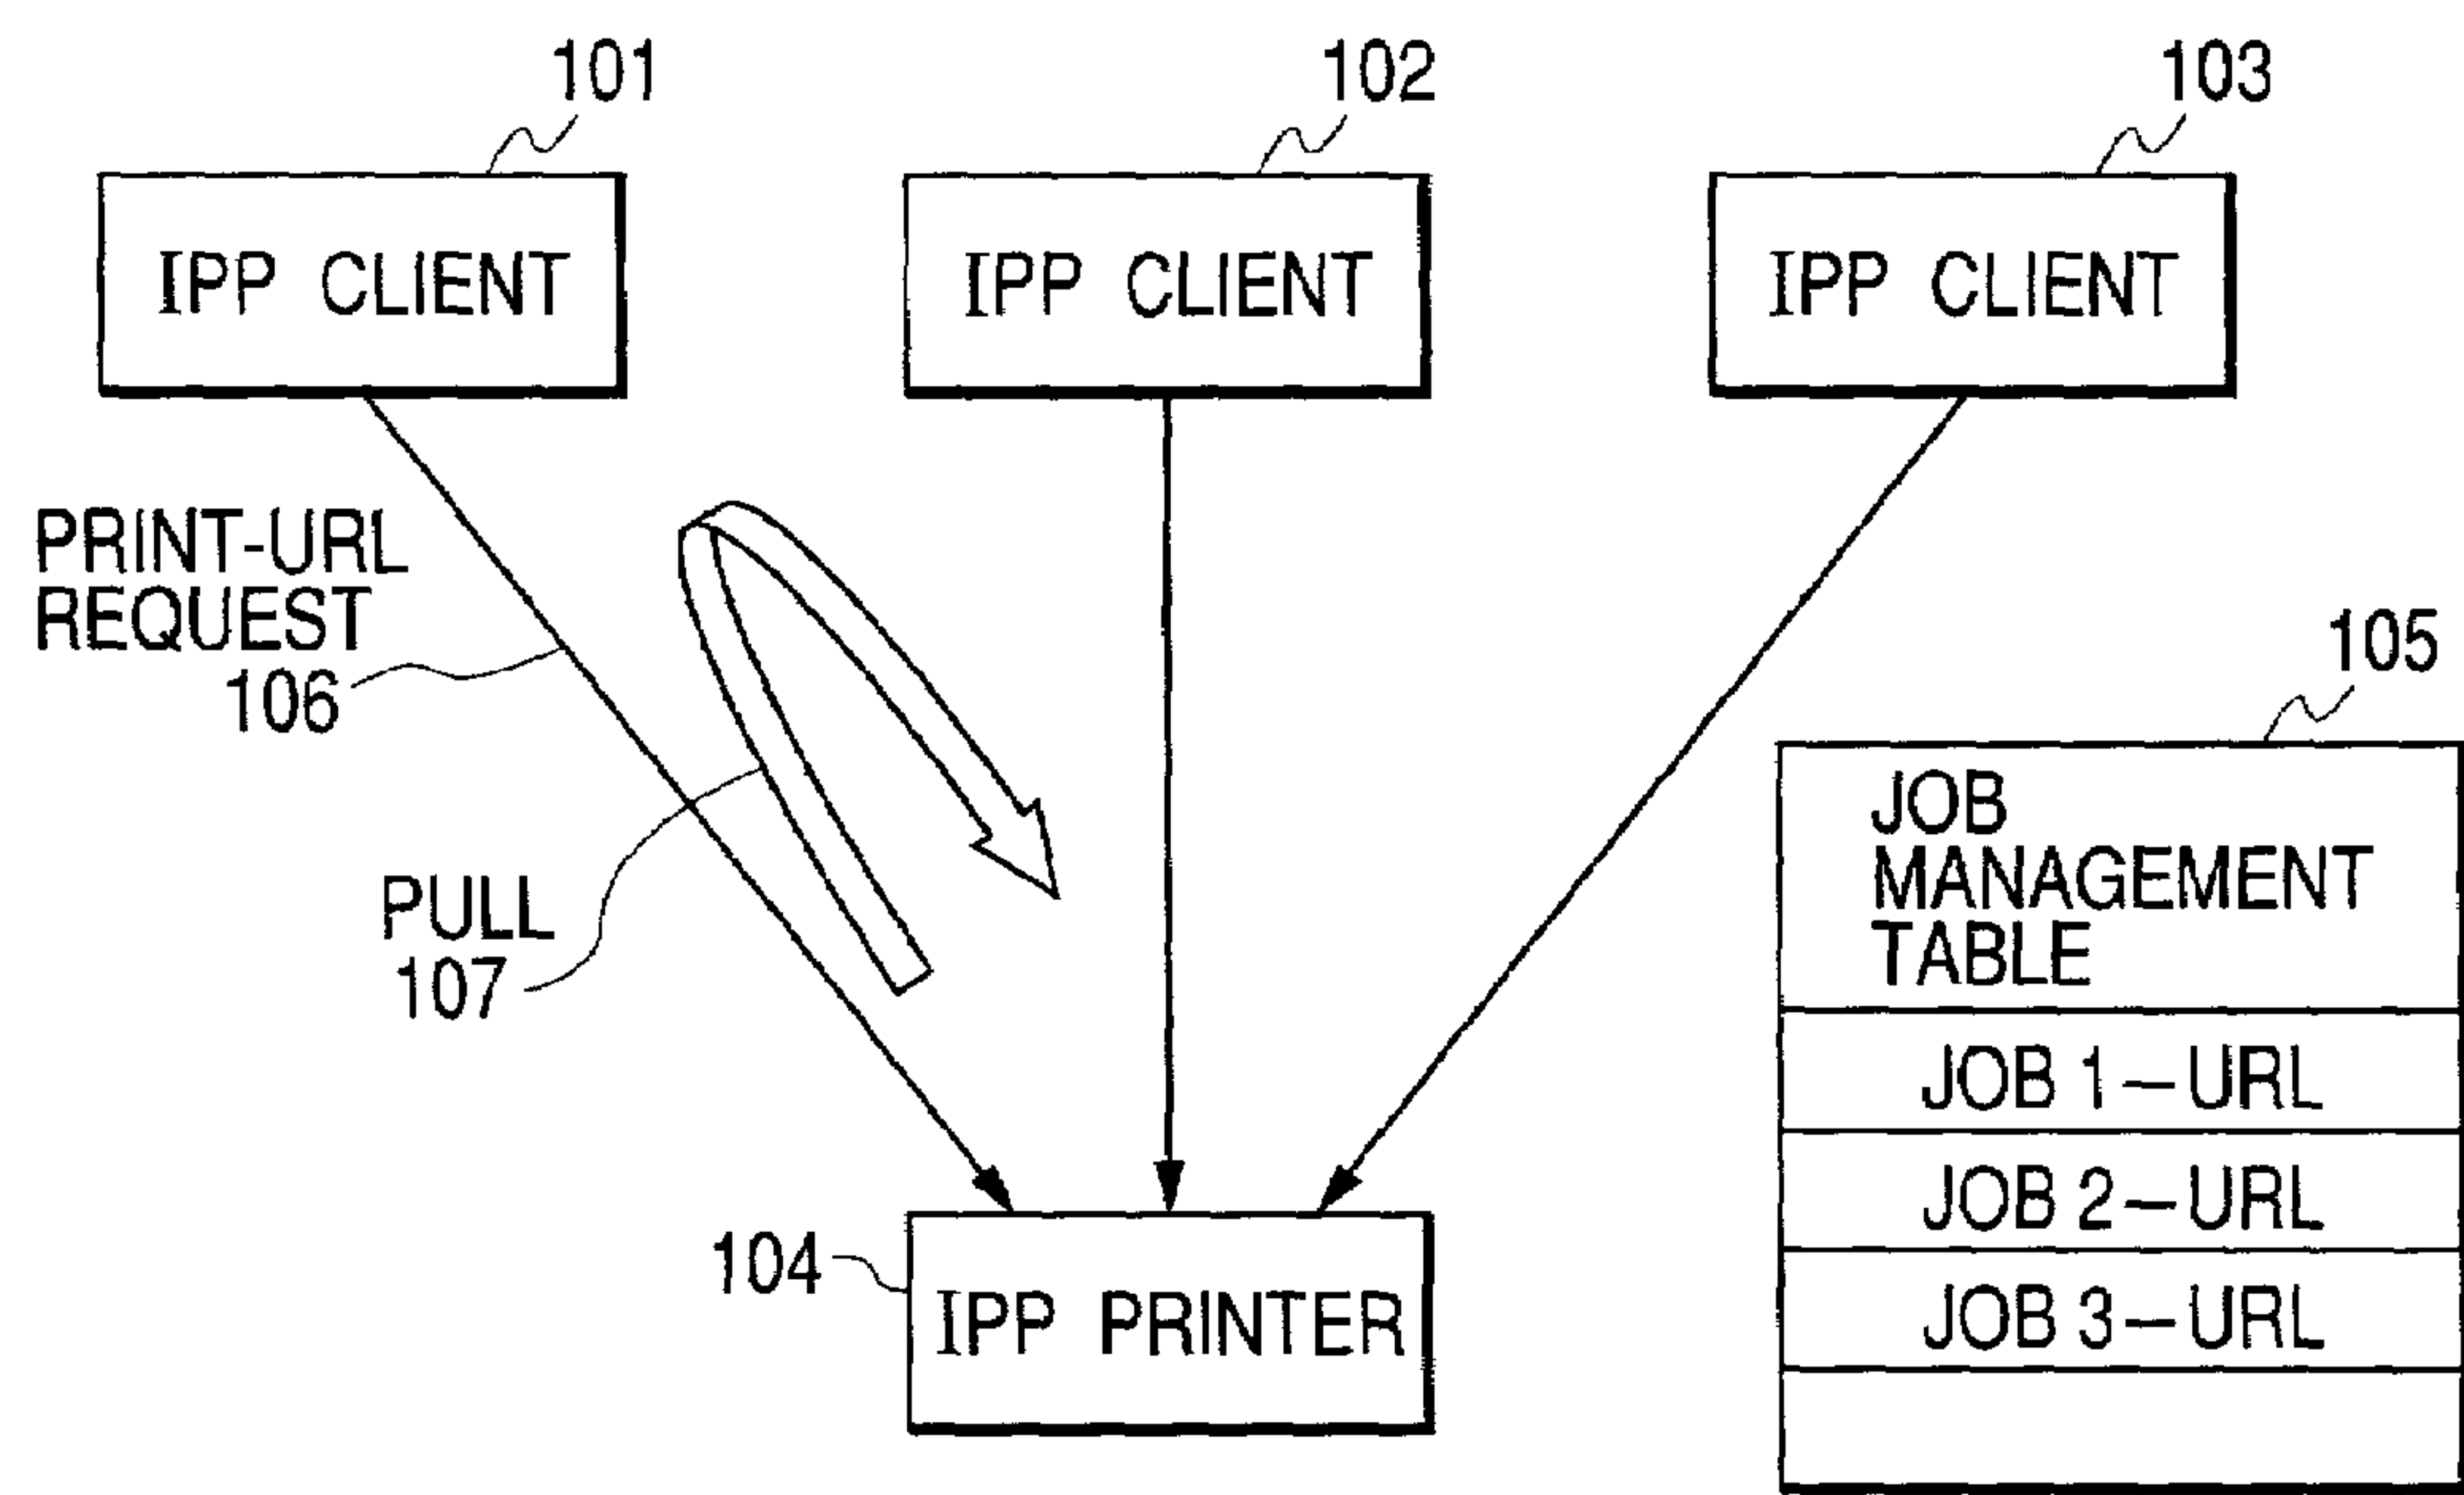 101
102
103
IPP CLIENT
IPP CLIENT
IPP CLIENT
PRINT-URL
REQUEST
106
105
PULL
107
JOB
MANAGEMENT
TABLE
JOB 1—URL
JOB 2—URL
JOB 3—URL
104
IPP PRINTER